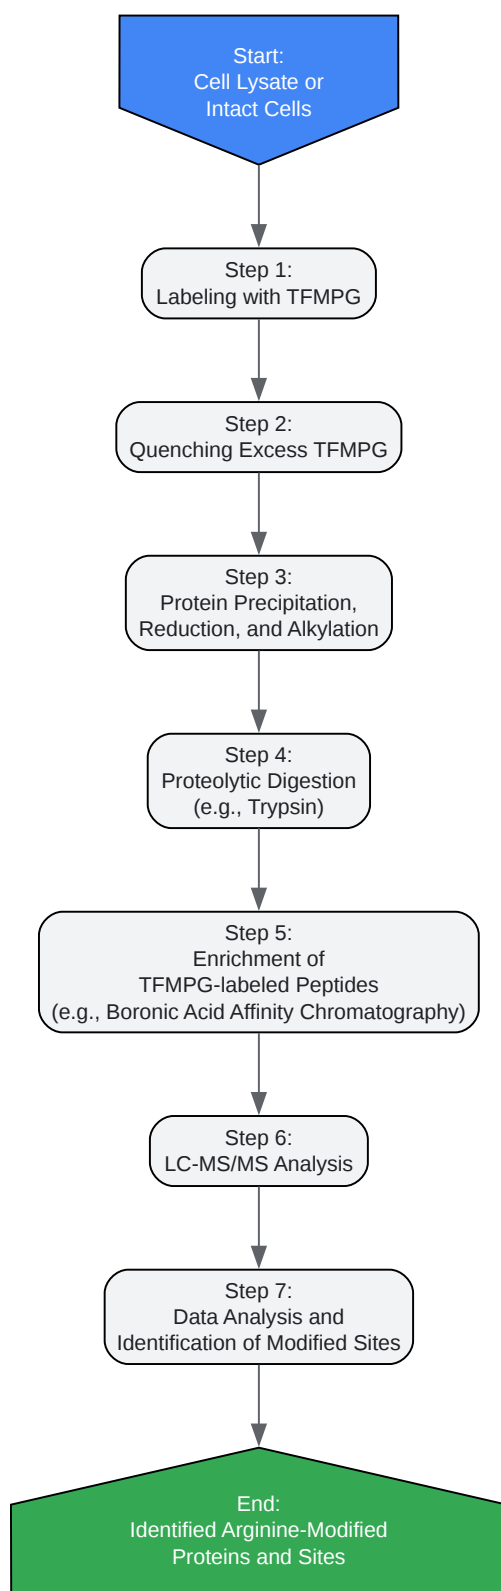 Start:
Cell Lysate or
Intact Cells
Step 1:
Labeling with TFMPG
Step 2:
Quenching Excess TFMPG
Step 3:
Protein Precipitation,
Reduction, and Alkylation
Step 4:
Proteolytic Digestion
(e.g., Trypsin)
Step 5:
Enrichment of
TFMPG-labeled Peptides
(e.g., Boronic Acid Affinity Chromatography)
Step 6:
LC-MS/MS Analysis
Step 7:
Data Analysis and
Identification of Modified Sites
End:
Identified Arginine-Modified
Proteins and Sites